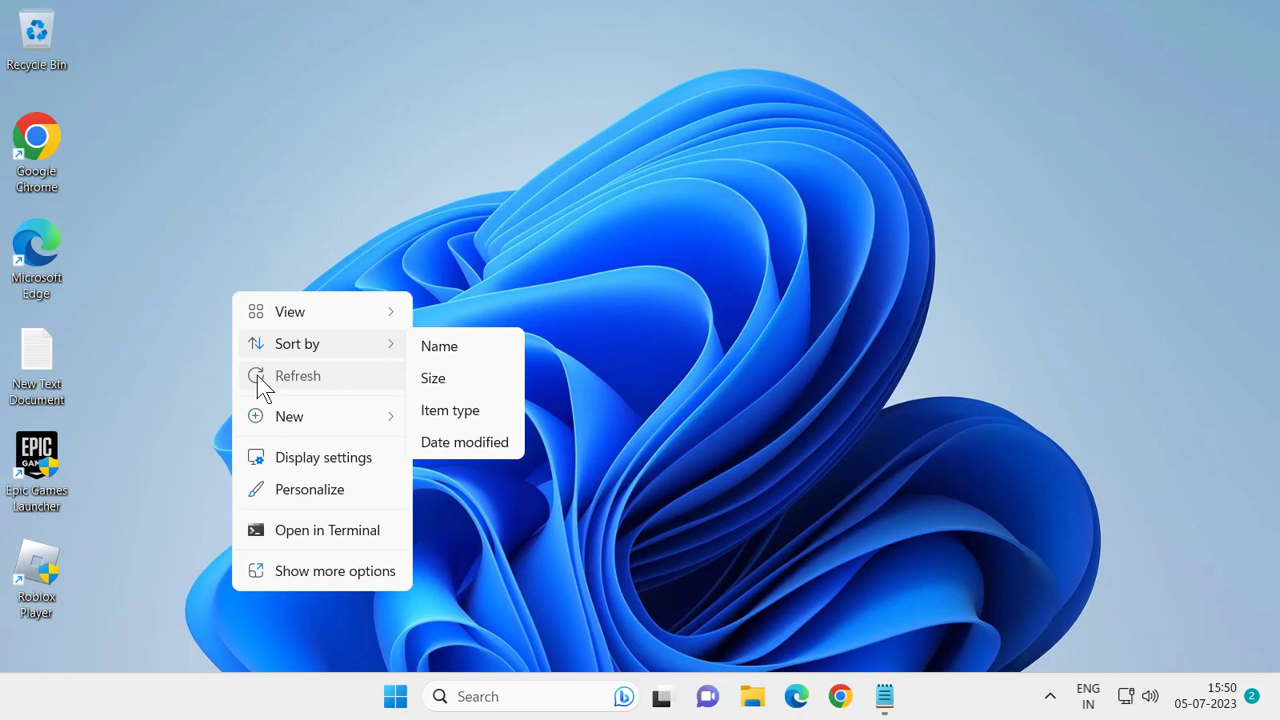 Recycle Bin
Google
Chrome
Microsoft
Edge
New Text
Document
EPIC
GAMES
Epic Games
Launcher
Roblox
Player
View
Sort by
Refresh
New
Display settings
Personalize
Open in Terminal
Show more options
Name
Size
Item type
Date modified
Search
ENG
IN
15:50
05-07-2023
2